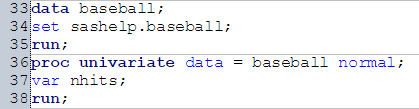 33 data baseball;
34 set sashelp.baseball;
35 run;
36 proc univariate data = baseball normal;
37 var nhits;
38 run;